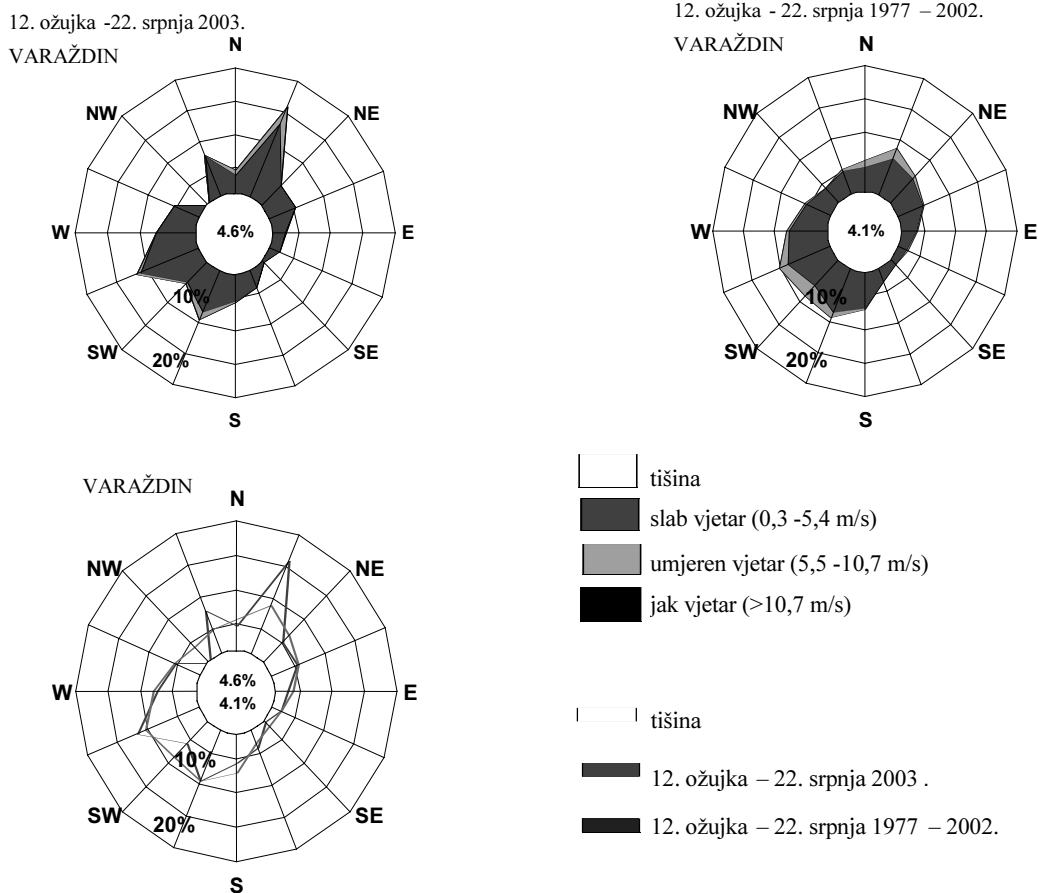 12. ožujka -22. srpnja 2003.
VARAŽDIN
N
NW
NE
W
4.6%
E
10%
SW
20%
SE
S
12. ožujka - 22. srpnja 1977 – 2002.
VARAŽDIN
N
NW
NE
W
4.1%
E
10%
SW
20%
SE
S
VARAŽDIN
N
NW
NE
W
4.6%
4.1%
E
10%
SW
20%
SE
S
tišina
slab vjetar (0,3 -5,4 m/s)
umjeren vjetar (5,5 -10,7 m/s)
jak vjetar (>10,7 m/s)
tišina
12. ožujka – 22. srpnja 2003 .
12. ožujka – 22. srpnja 1977 – 2002.